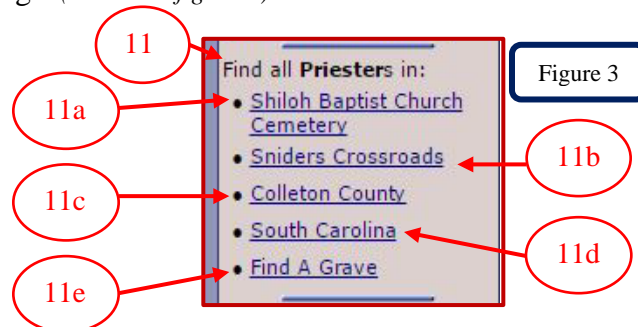 11
Find all Priesters in:
Figure 3
11a
• Shiloh Baptist Church
Cemetery
• Sniders Crossroads
11b
11c
• Colleton County
• South Carolina
11d
• Find A Grave
11e